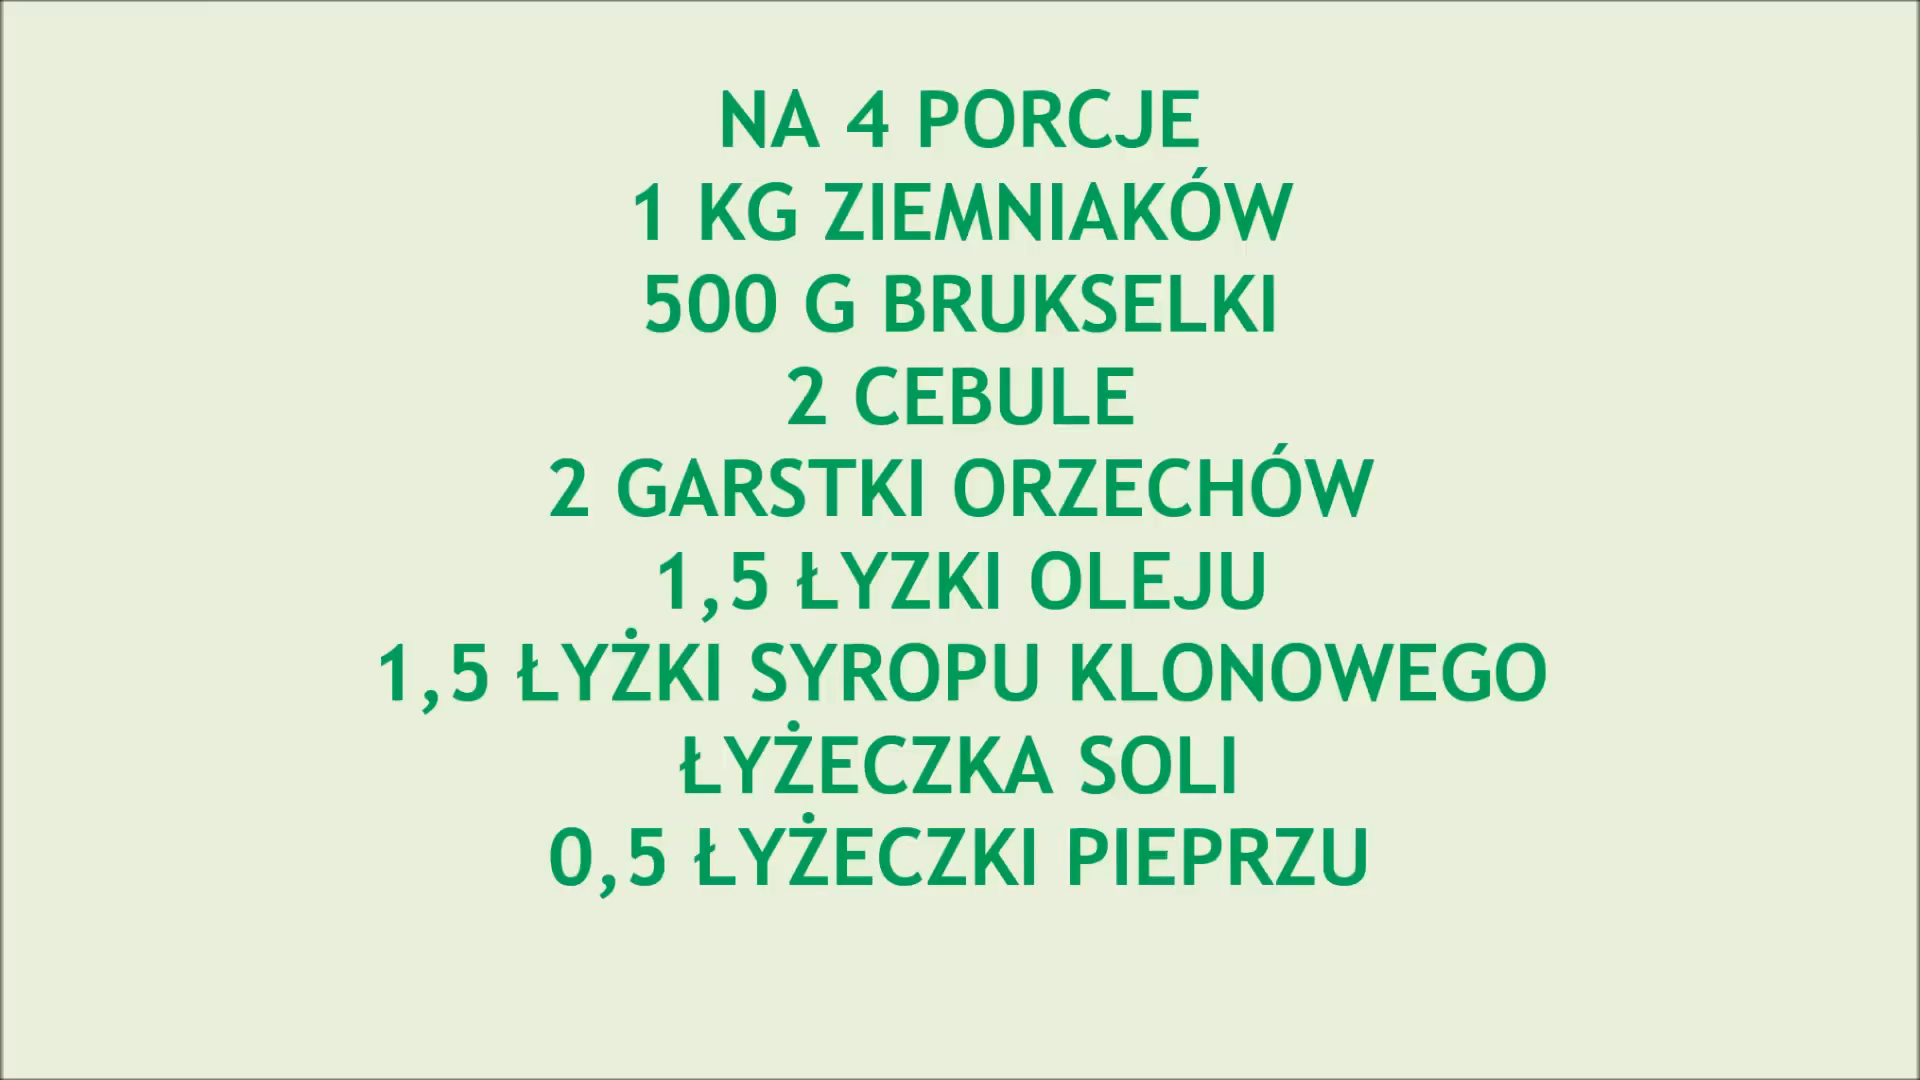 NA 4 PORCJE
1 KG ZIEMNIAKÓW
500 G BRUKSELKI
2 CEBULE
2 GARSTKI ORZECHÓW
1,5 ŁYZKI OLEJU
1,5 ŁYŻKI SYROPU KLONOWEGO
ŁYŻECZKA SOLI
0,5 ŁYŻECZKI PIEPRZU